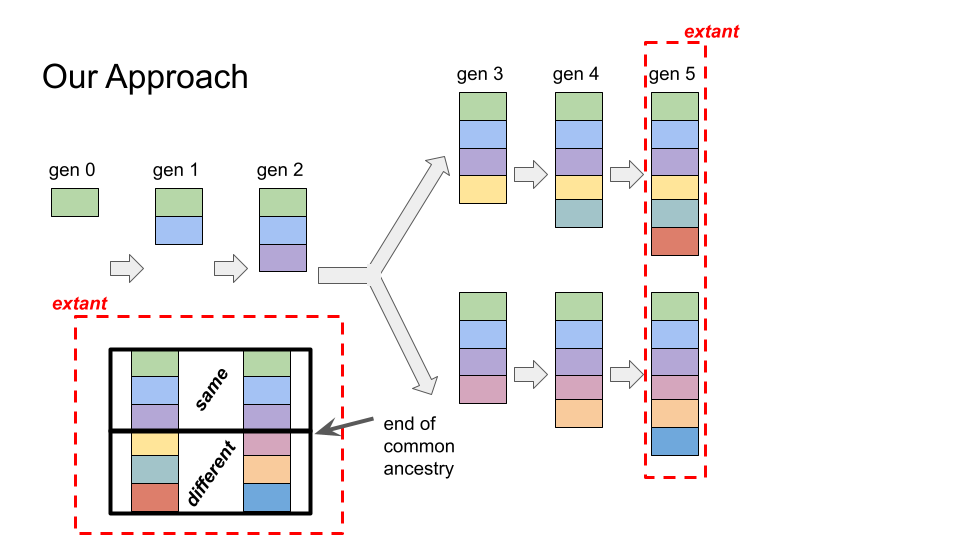 Our Approach
extant
gen 3
gen 4
gen 5
gen 0
gen 1
gen 2
extant
same
different
end of
common
ancestry